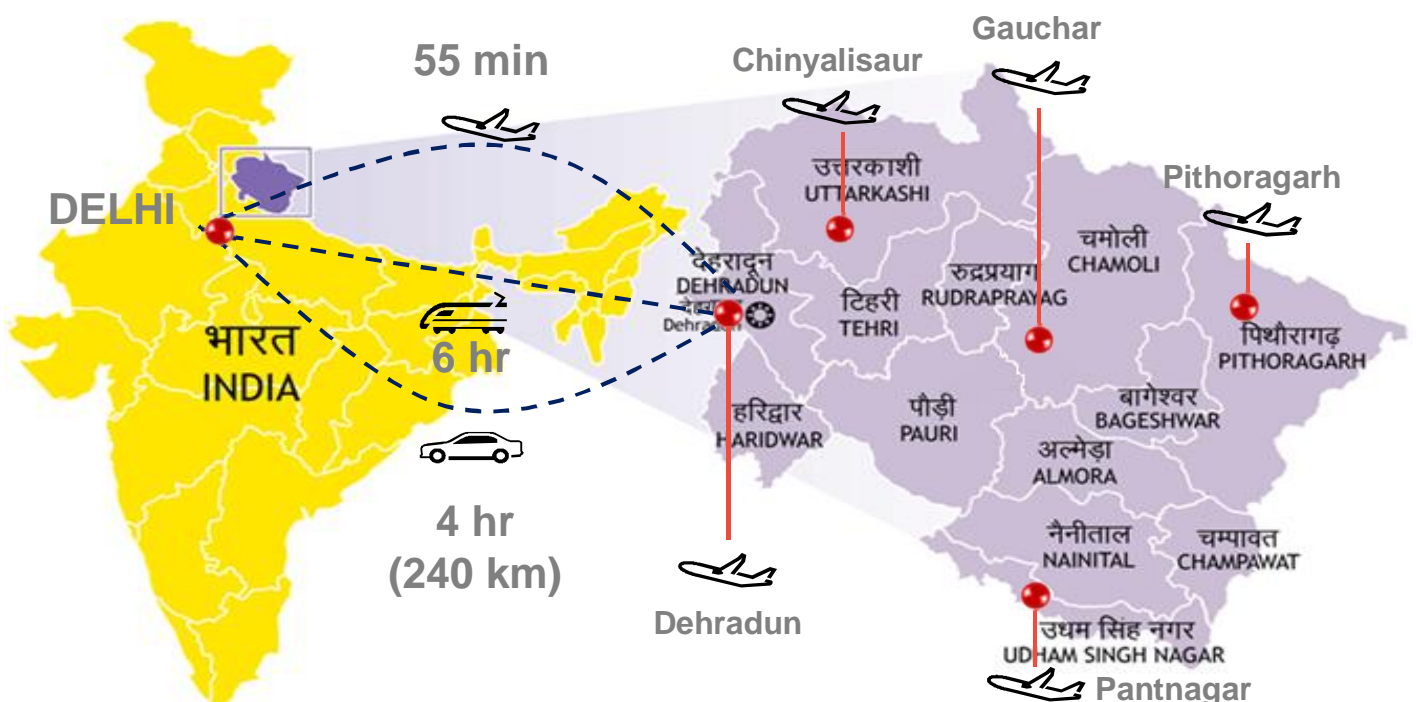 Gauchar
55 min
Chinyalisaur
उत्तरकाशी
UTTARKASHI
Pithoragarh
DELHI
चमोली
CHAMOLI
देहरादून
DEHRADUN
रुद्रप्रयाग
RUDRAPRAYAG
टिहरी
TEHRI
भारत
INDIA
6 hr
पिथौरागढ़
PITHORAGARH
हरिद्वार
HARIDWAR
पौड़ी
PAURI
बागेश्वर
BAGESHWAR
अल्मेड़ा
ALMORA
4 hr
(240 km)
नैनीताल
NAINITAL
चम्पावत
CHAMPAWAT
Dehradun
उधम सिंह नगर
UDHAM SINGH NAGAR
Pantnagar